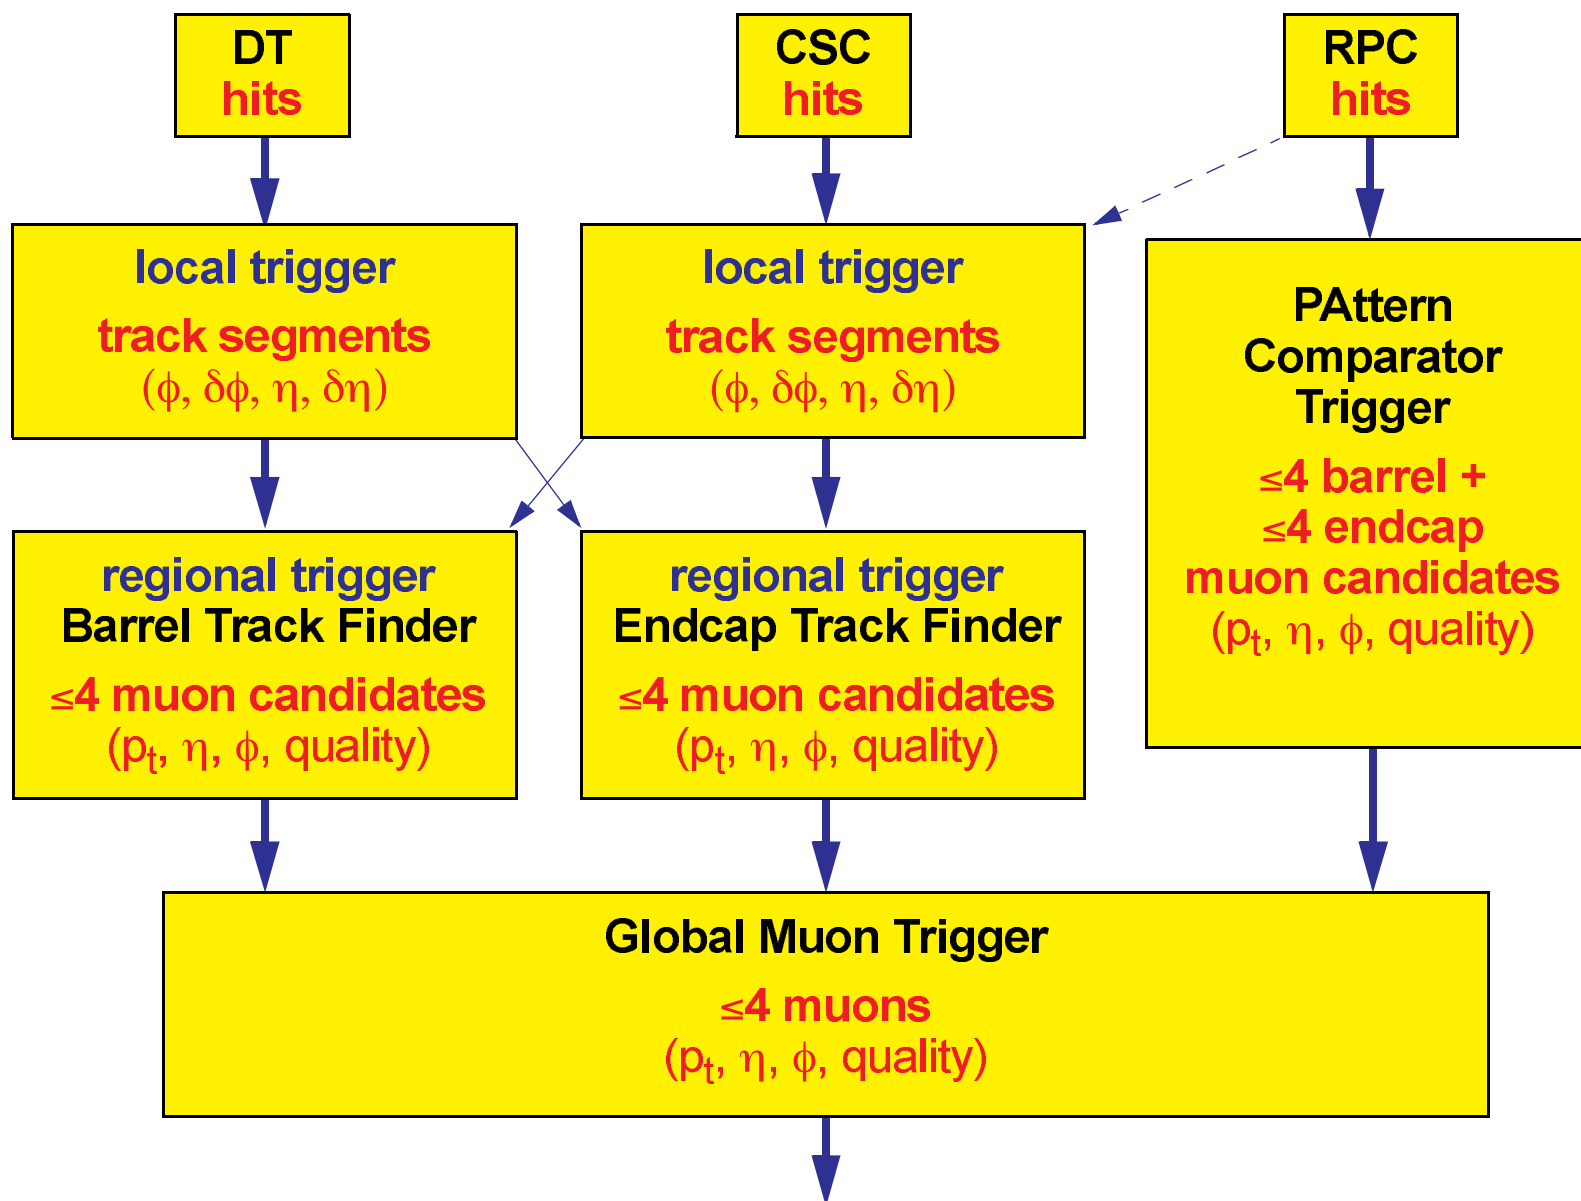 DT
hits
CSC
hits
RPC
hits
local trigger
track segments
(ϕ, δϕ, η, δη)
local trigger
track segments
(ϕ, δϕ, η, δη)
PAttern
Comparator
Trigger
≤4 barrel +
≤4 endcap
muon candidates
(pt, η, ϕ, quality)
regional trigger
Barrel Track Finder
≤4 muon candidates
(pt, η, ϕ, quality)
regional trigger
Endcap Track Finder
≤4 muon candidates
(pt, η, ϕ, quality)
Global Muon Trigger
≤4 muons
(pt, η, ϕ, quality)